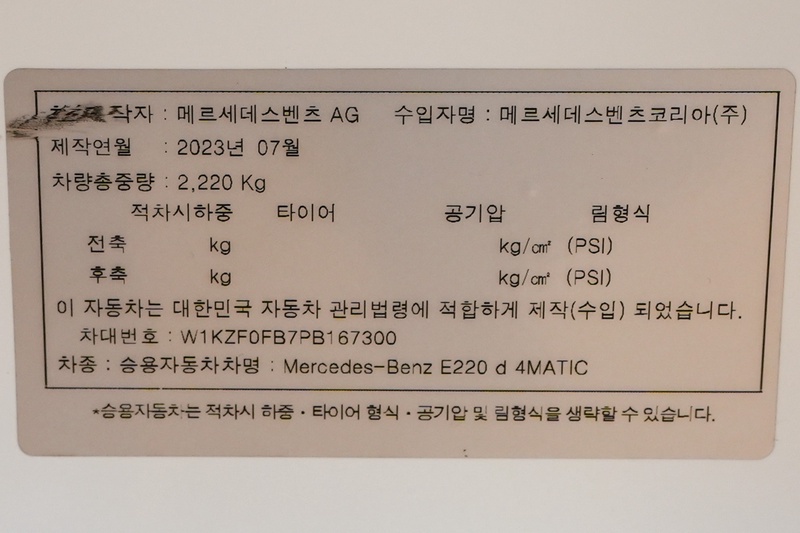 작자 : 메르세데스벤츠 AG 수입자명 : 메르세데스벤츠코리아(주)
제작연월 : 2023년 07월
차량총중량 : 2,220 Kg
적차시하중 타이어 공기압 림형식
전축 kg kg/㎠ (PSI)
후축 kg kg/㎠ (PSI)
이 자동차는 대한민국 자동차 관리법령에 적합하게 제작(수입) 되었습니다.
차대번호 : W1KZF0FB7PB167300
차종 : 승용자동차차명 : Mercedes-Benz E220 d 4MATIC
*승용자동차는 적차시 하중·타이어 형식·공기압 및 림형식을 생략할 수 있습니다.